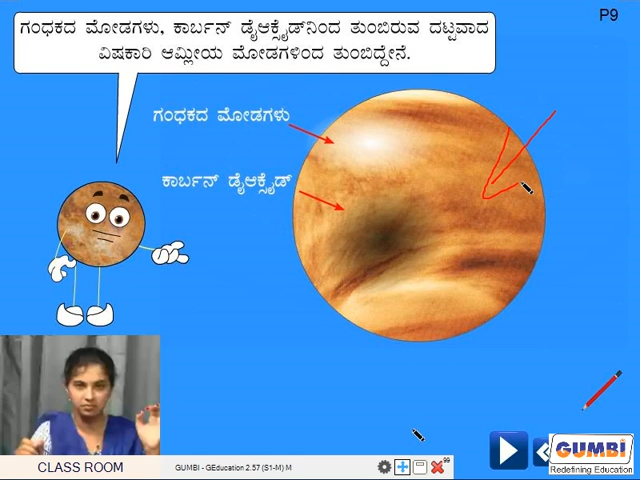 P9
ಗಂಧಕದ ಮೋಡಗಳು, ಕಾರ್ಬನ್ ಡೈಆಕ್ಸೈಡ್‌ನಿಂದ ತುಂಬಿರುವ ದಟ್ಟವಾದ
ವಿಷಕಾರಿ ಆಮ್ಲೀಯ ಮೋಡಗಳಿಂದ ತುಂಬಿದ್ದೇನೆ.
ಗಂಧಕದ ಮೋಡಗಳು
ಕಾರ್ಬನ್ ಡೈಆಕ್ಸೈಡ್
CLASS ROOM
GUMBI - GEducation 2.57 (S1-M) M
99
GUMBi
Redefining Education